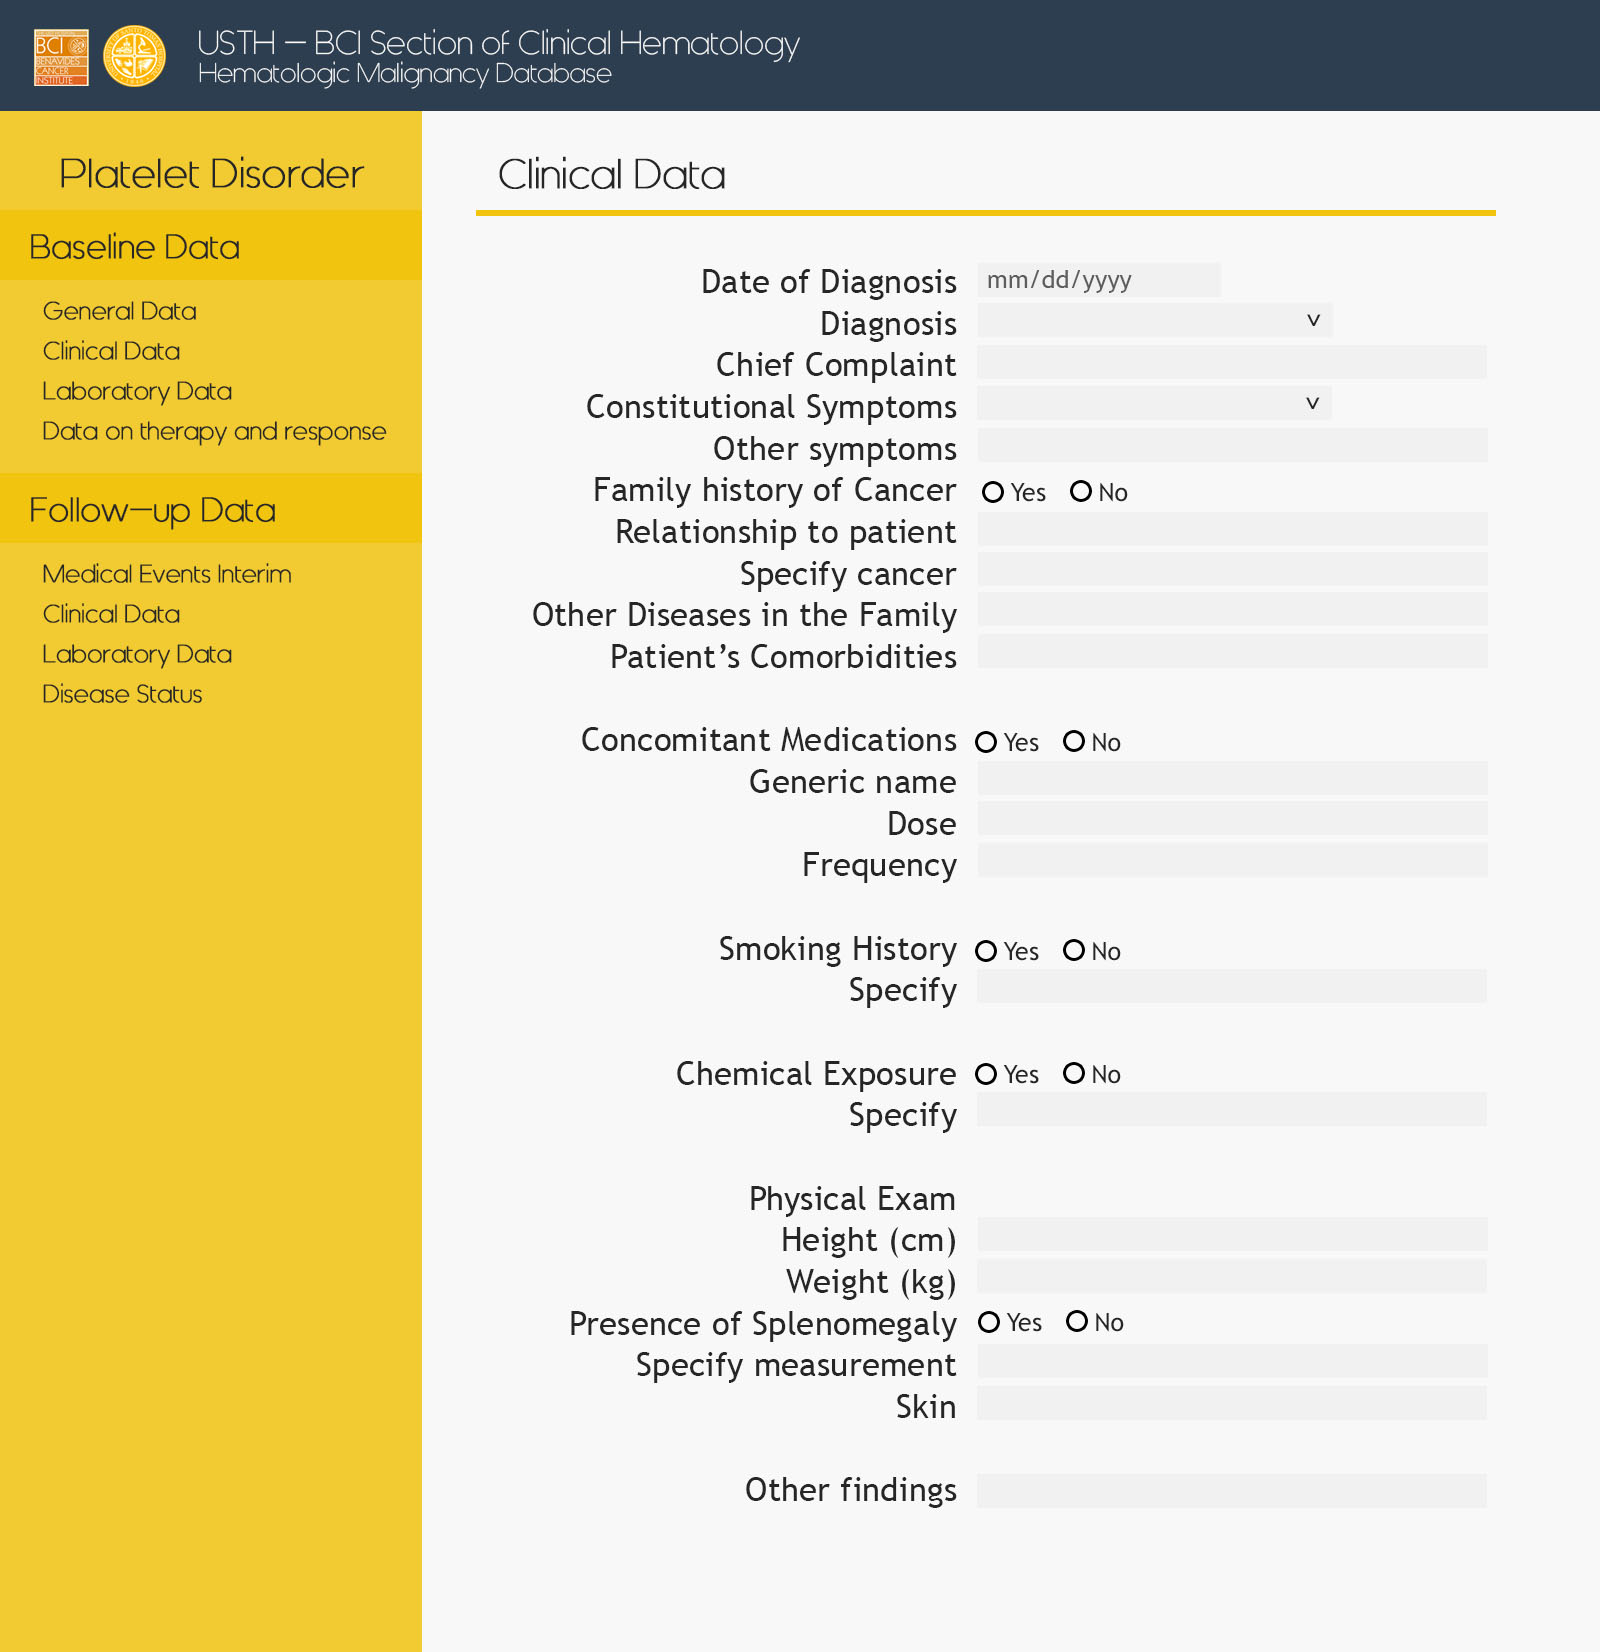 BCI
BENAVIDES
CANCER
INSTITUTE
USTH – BCI Section of Clinical Hematology
Hematologic Malignancy Database
Platelet Disorder
Baseline Data
General Data
Clinical Data
Laboratory Data
Data on therapy and response
Follow-up Data
Medical Events Interim
Clinical Data
Laboratory Data
Disease Status
Clinical Data
Date of Diagnosis mm/dd/yyyy
Diagnosis
Chief Complaint
Constitutional Symptoms
Other symptoms
Family history of Cancer Yes No
Relationship to patient
Specify cancer
Other Diseases in the Family
Patient’s Comorbidities
Concomitant Medications Yes No
Generic name
Dose
Frequency
Smoking History Yes No
Specify
Chemical Exposure Yes No
Specify
Physical Exam
Height (cm)
Weight (kg)
Presence of Splenomegaly Yes No
Specify measurement
Skin
Other findings